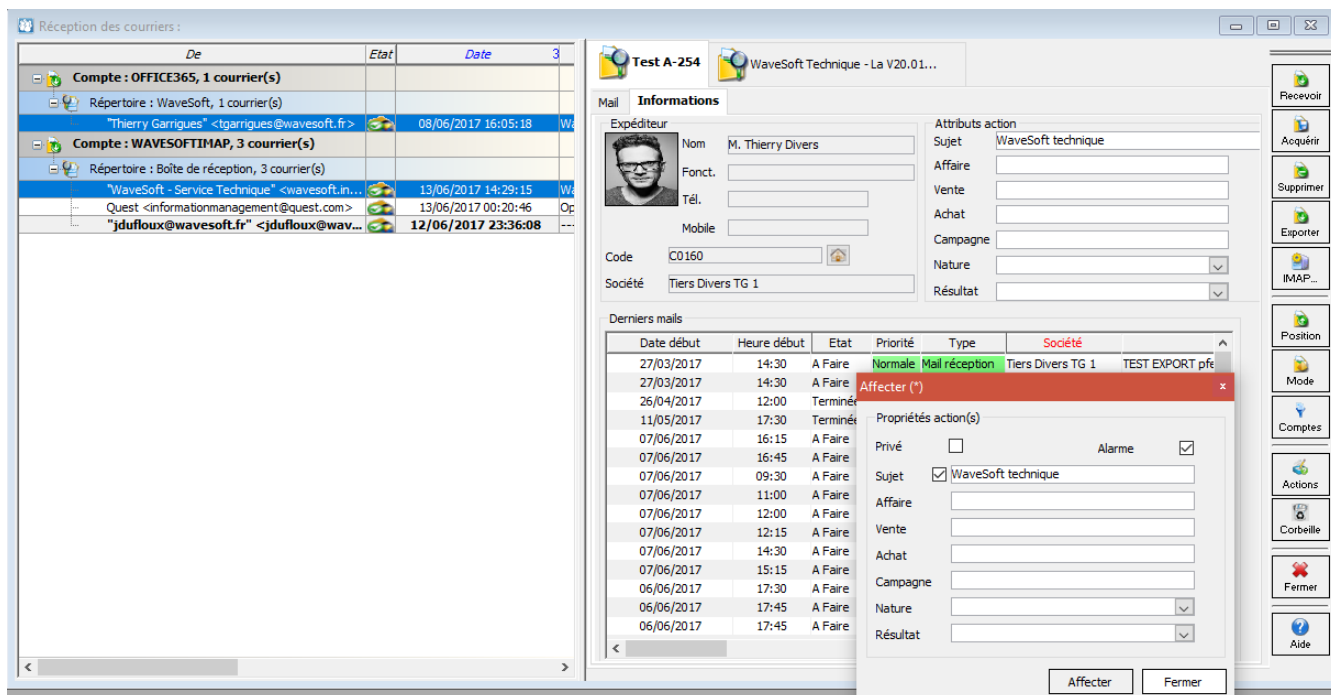 Réception des courriers :
De Etat Date 3
Compte : OFFICE365, 1 courrier(s)
Répertoire : WaveSoft, 1 courrier(s)
"Thierry Garrigues" <tgarrigues@wavesoft.fr> 08/06/2017 16:05:18 Wa
Compte : WAVESOFTIMAP, 3 courrier(s)
Répertoire : Boîte de réception, 3 courrier(s)
"WaveSoft - Service Technique" <wavesoft.in... 13/06/2017 14:29:15 Wa
Quest <informationmanagement@quest.com> 13/06/2017 00:20:46 Op
"jdufloux@wavesoft.fr" <jdufloux@wav... 12/06/2017 23:36:08 ---
Test A-254 WaveSoft Technique - La V20.01...
Mail Informations
Expéditeur
Nom M. Thierry Divers
Fonct.
Tél.
Mobile
Code C0160
Société Tiers Divers TG 1
Attributs action
Sujet WaveSoft technique
Affaire
Vente
Achat
Campagne
Nature
Résultat
Derniers mails
Date début Heure début Etat Priorité Type Société
27/03/2017 14:30 A Faire Normale Mail réception Tiers Divers TG 1 TEST EXPORT pfe
27/03/2017 14:30 A Faire
26/04/2017 12:00 Terminée
11/05/2017 17:30 Terminée
07/06/2017 16:15 A Faire
07/06/2017 16:45 A Faire
07/06/2017 09:30 A Faire
07/06/2017 11:00 A Faire
07/06/2017 12:00 A Faire
07/06/2017 12:15 A Faire
07/06/2017 14:30 A Faire
07/06/2017 15:15 A Faire
06/06/2017 17:30 A Faire
06/06/2017 17:45 A Faire
06/06/2017 17:45 A Faire
Affecter (*)
Propriétés action(s)
Privé Alarme
Sujet WaveSoft technique
Affaire
Vente
Achat
Campagne
Nature
Résultat
Affecter Fermer
Recevoir
Acquérir
Supprimer
Exporter
IMAP...
Position
Mode
Comptes
Actions
Corbeille
Fermer
Aide